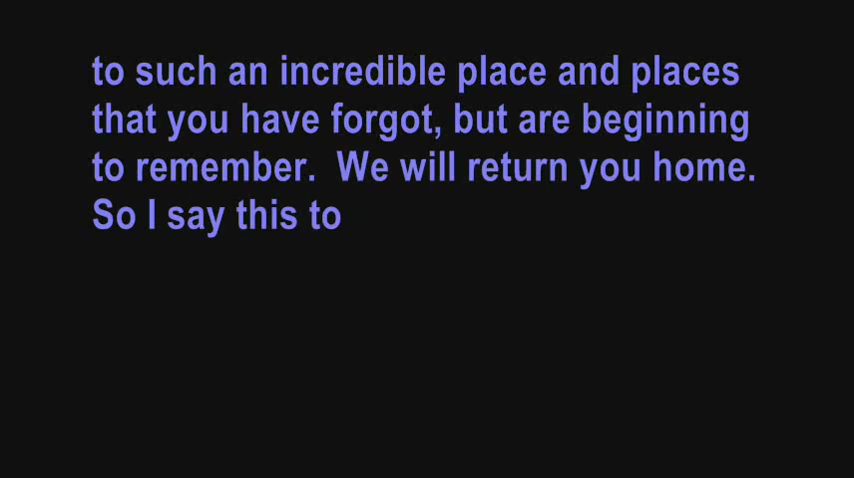 to such an incredible place and places
that you have forgot, but are beginning
to remember.  We will return you home.
So I say this to